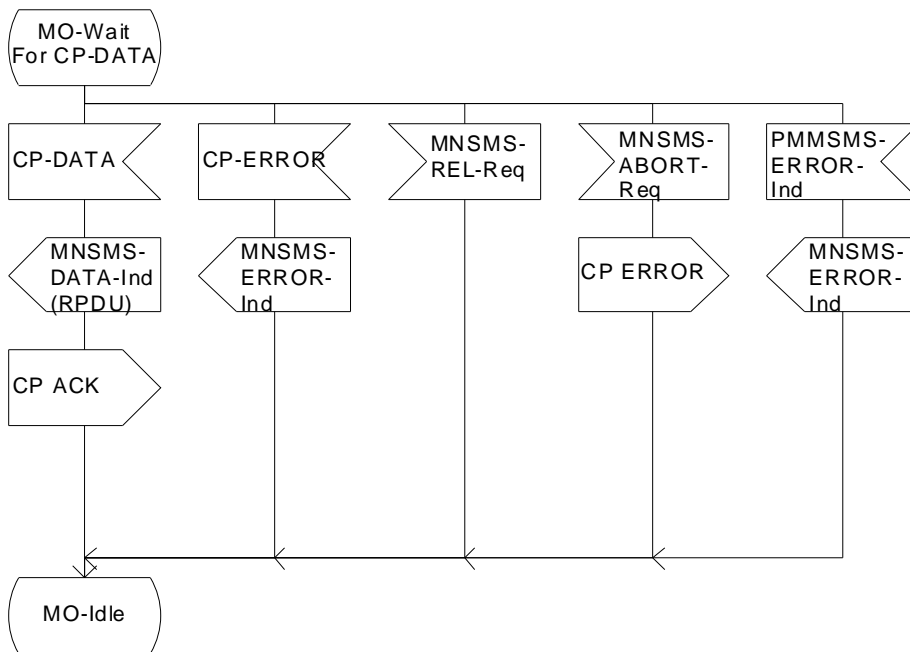 MO-Wait
For CP-DATA
CP-DATA
CP-ERROR
MNSMS-
REL-Req
MNSMS-
ABORT-
Req
PMMSMS-
ERROR-
Ind
MNSMS-
DATA-Ind
(RPDU)
MNSMS-
ERROR-
Ind
CP ERROR
MNSMS-
ERROR-
Ind
CP ACK
MO-Idle